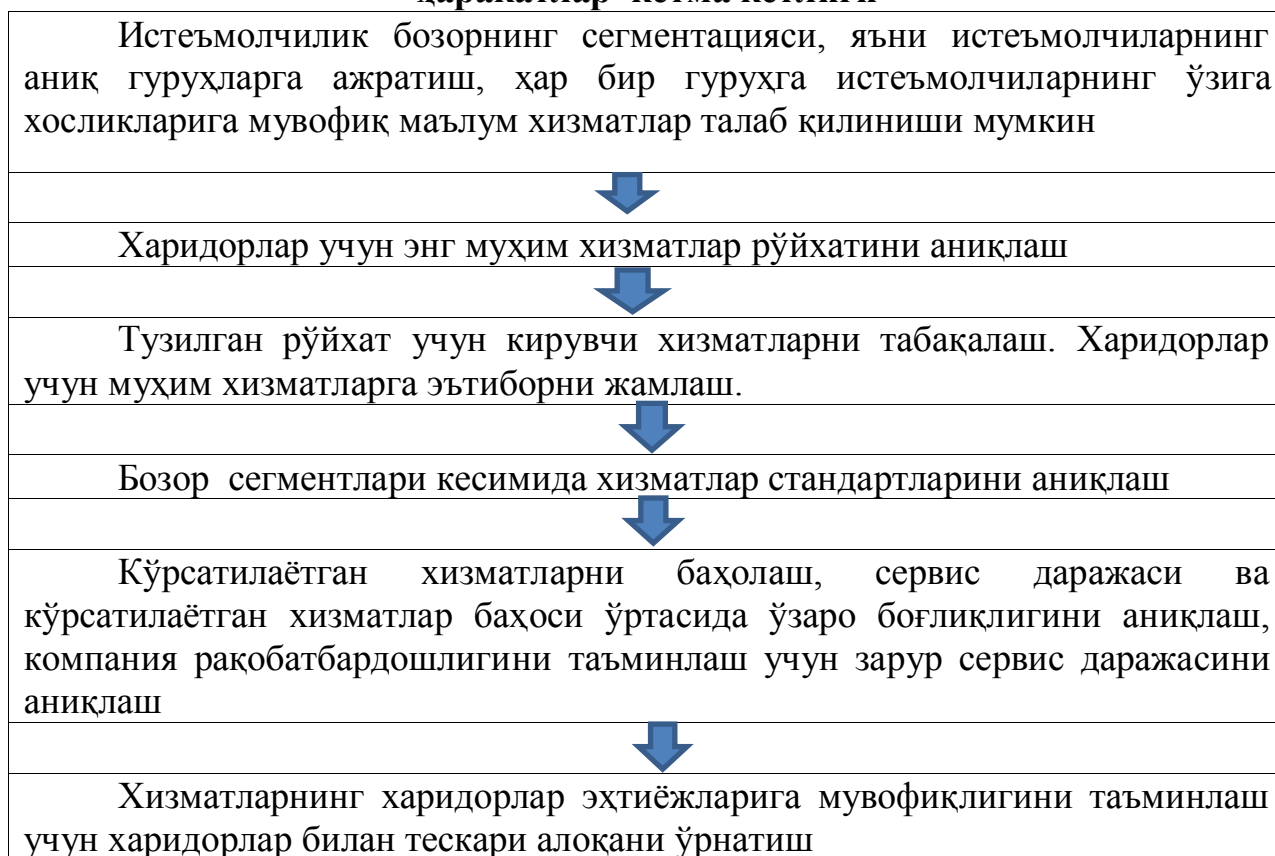 ҳаракатлар кетма-кетлиги
Истеъмолчилик бозорнинг сегментацияси, яъни истеъмолчиларнинг
аниқ гуруҳларга ажратиш, ҳар бир гуруҳга истеъмолчиларнинг ўзига
хосликларига мувофиқ маълум хизматлар талаб қилиниши мумкин
Харидорлар учун энг муҳим хизматлар рўйхатини аниқлаш
Тузилган рўйхат учун кирувчи хизматларни табақалаш. Харидорлар
учун муҳим хизматларга эътиборни жамлаш.
Бозор сегментлари кесимида хизматлар стандартларини аниқлаш
Кўрсатилаётган хизматларни баҳолаш, сервис даражаси ва
кўрсатилаётган хизматлар баҳоси ўртасида ўзаро боғлиқлигини аниқлаш,
компания рақобатбардошлигини таъминлаш учун зарур сервис даражасини
аниқлаш
Хизматларнинг харидорлар эҳтиёжларига мувофиқлигини таъминлаш
учун харидорлар билан тескари алоқани ўрнатиш